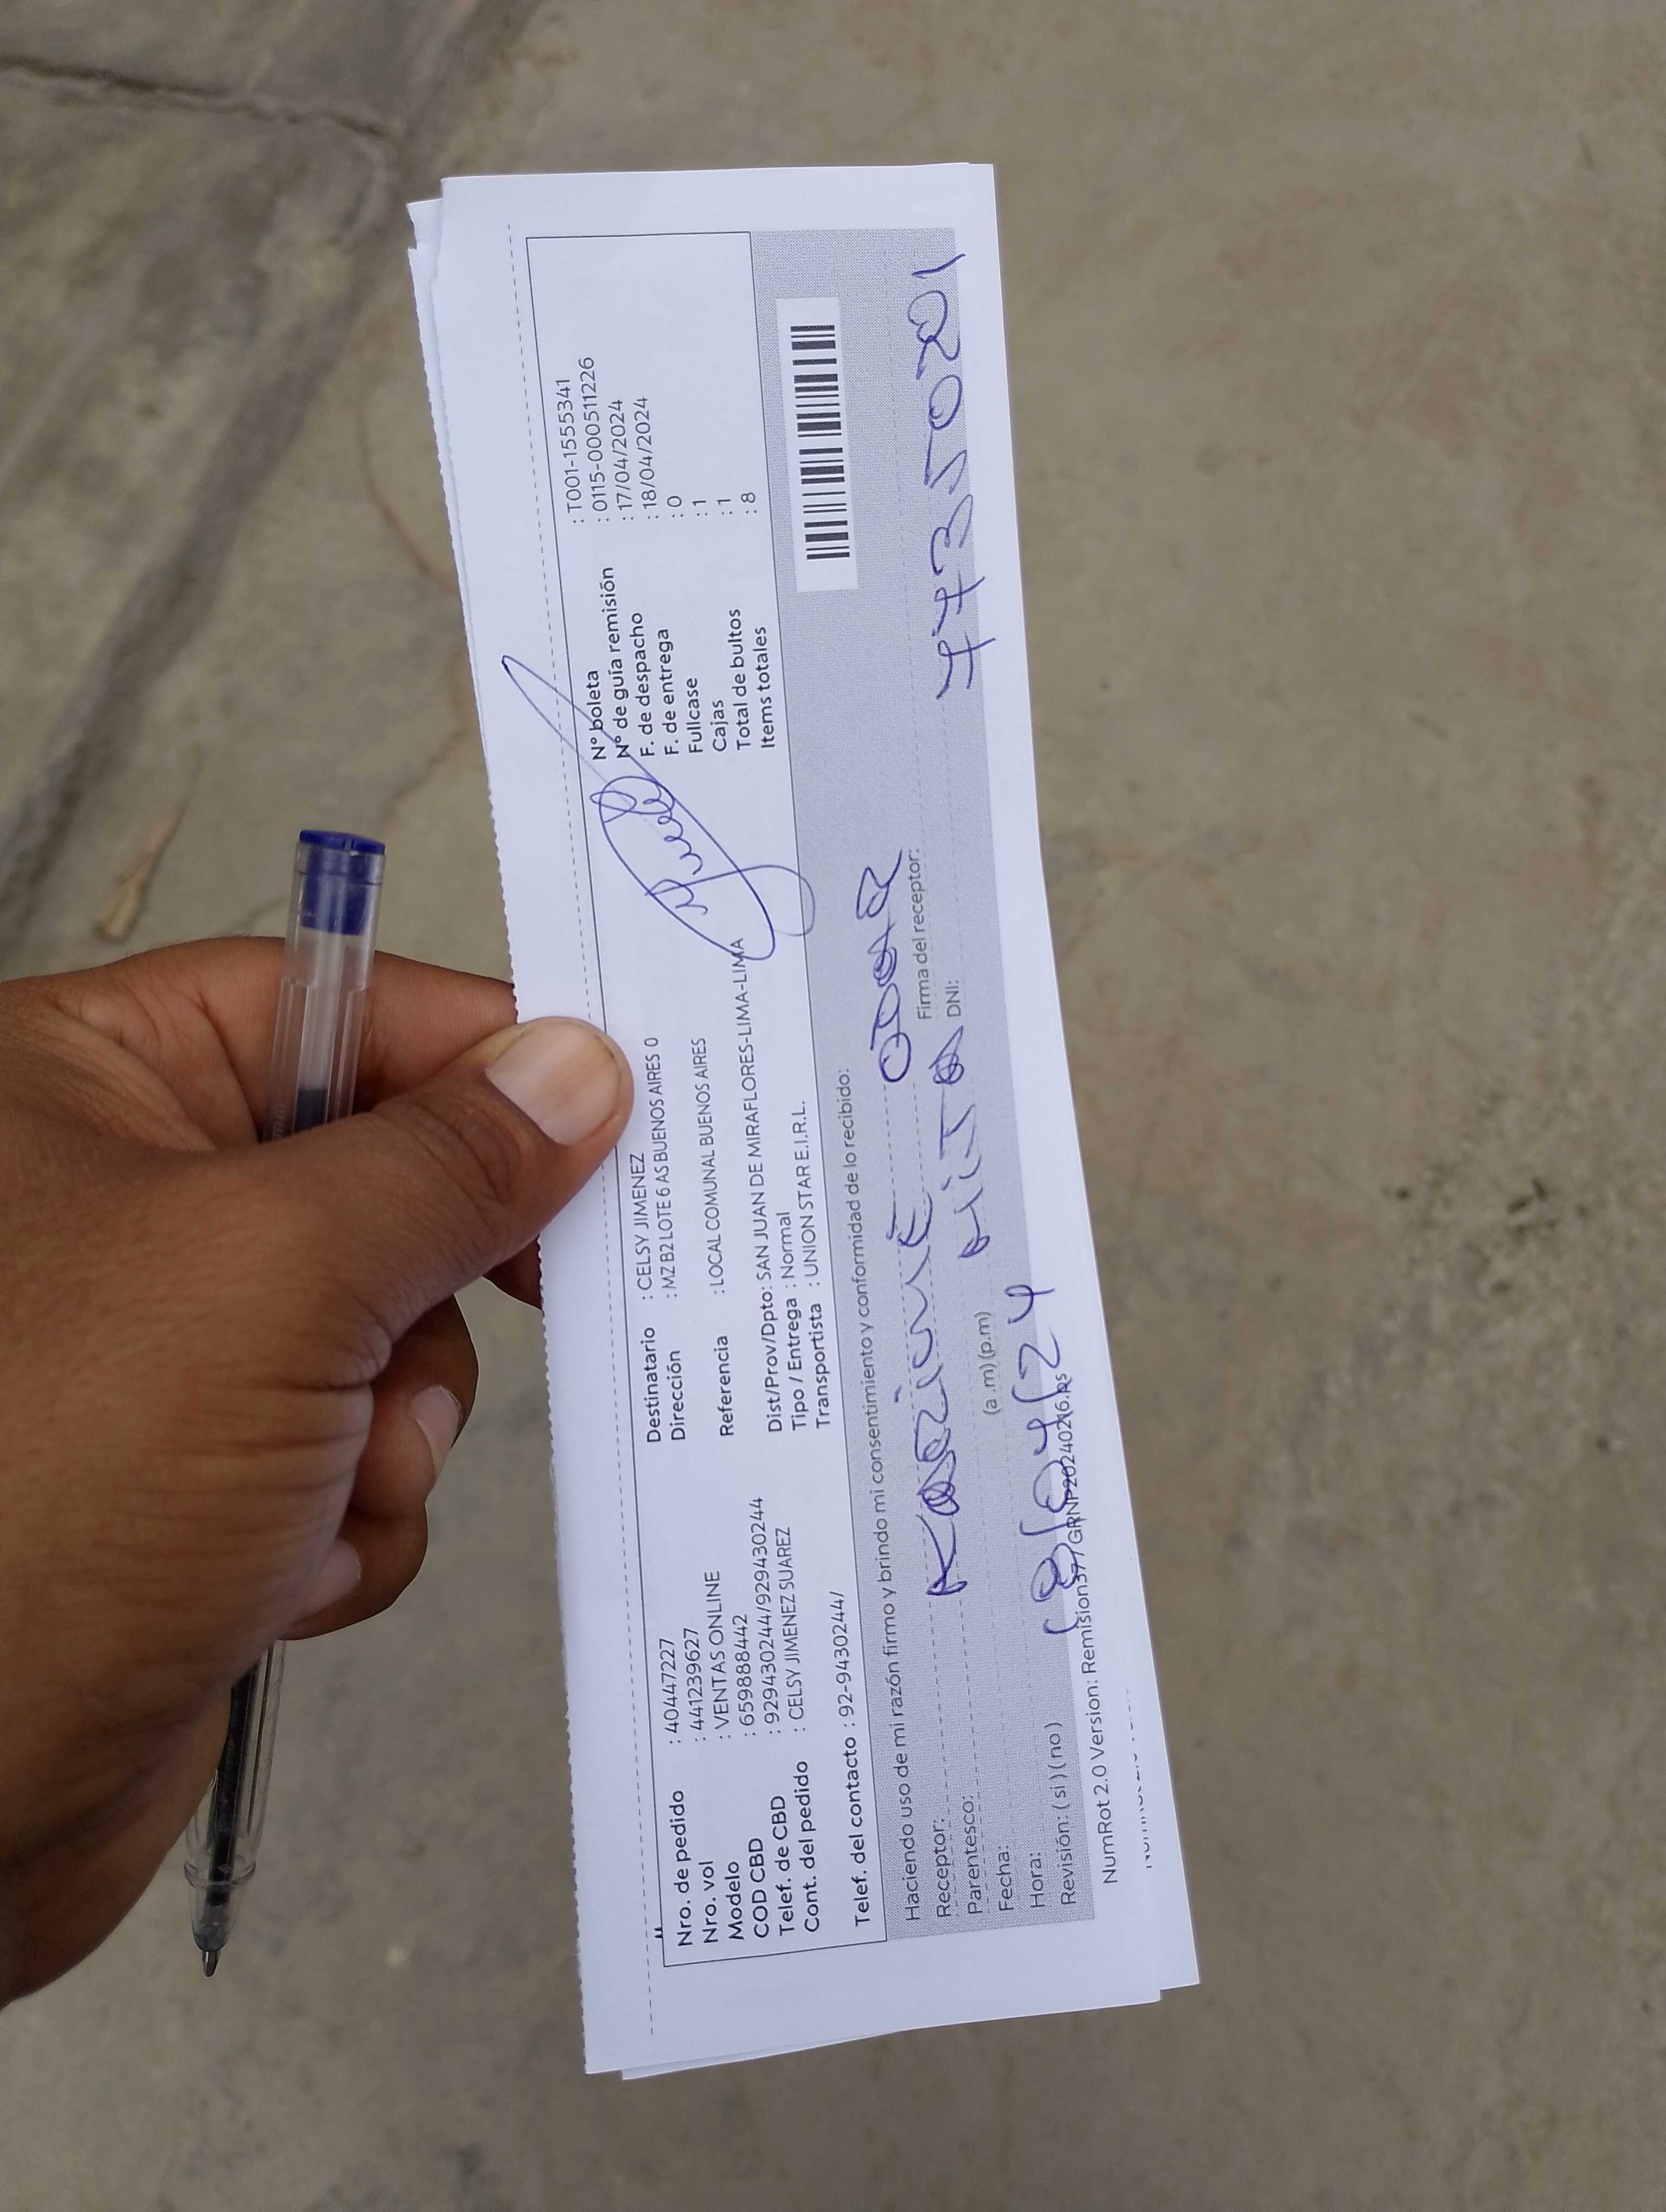 Nro. de pedido : 40447227
Nro. vol : 441239627
Modelo : VENTAS ONLINE
COD CBD : 659888442
Telef. de CBD : 929430244/929430244
Cont. del pedido : CELSY JIMENEZ SUAREZ
Telef. del contacto : 92-9430244/
Destinatario : CELSY JIMENEZ
Dirección : MZ B2 LOTE 6 AS BUENOS AIRES 0
Referencia : LOCAL COMUNAL BUENOS AIRES
Dist/Prov/Dpto: SAN JUAN DE MIRAFLORES-LIMA-LIMA
Tipo / Entrega : Normal
Transportista : UNION STAR E.I.R.L.
N° boleta : T001-1555341
N° de guía remisión : 0115-000511226
F. de despacho : 17/04/2024
F. de entrega : 18/04/2024
Fullcase : 0
Cajas : 1
Total de bultos : 1
Items totales : 8
Haciendo uso de mi razón firmo y brindo mi consentimiento y conformidad de lo recibido:
Receptor:
Firma del receptor:
Parentesco:
DNI: 77350201
Fecha: 18/04/24
Hora: (a.m) (p.m)
Revisión: ( si ) ( no )
NumRot 2.0 Version: